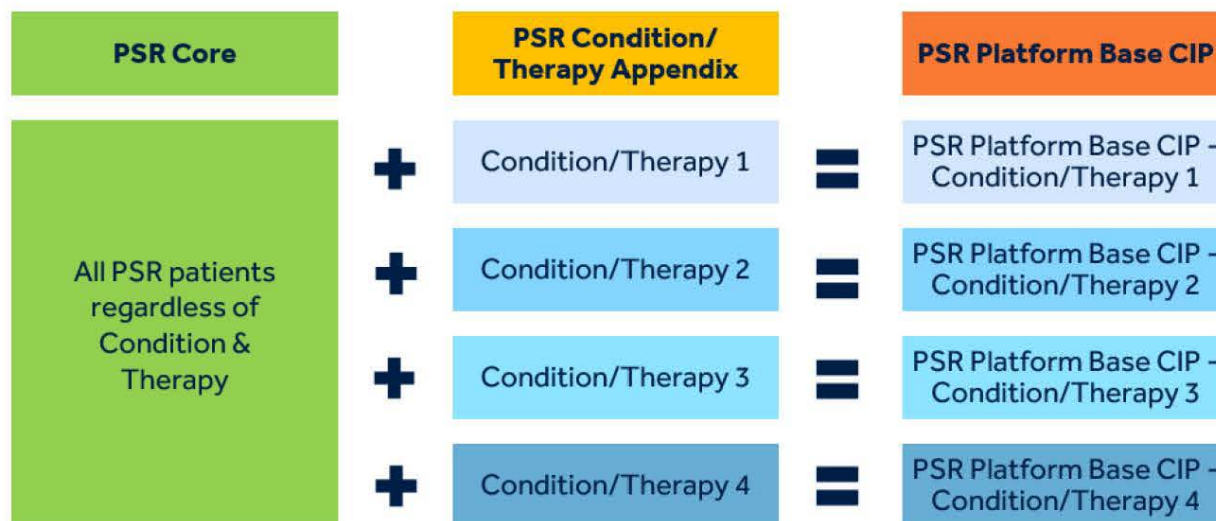 PSR Core
PSR Condition/
Therapy Appendix
PSR Platform Base CIP
All PSR patients
regardless of
Condition &
Therapy
+
Condition/Therapy 1
=
PSR Platform Base CIP –
Condition/Therapy 1
+
Condition/Therapy 2
=
PSR Platform Base CIP –
Condition/Therapy 2
+
Condition/Therapy 3
=
PSR Platform Base CIP –
Condition/Therapy 3
+
Condition/Therapy 4
=
PSR Platform Base CIP –
Condition/Therapy 4